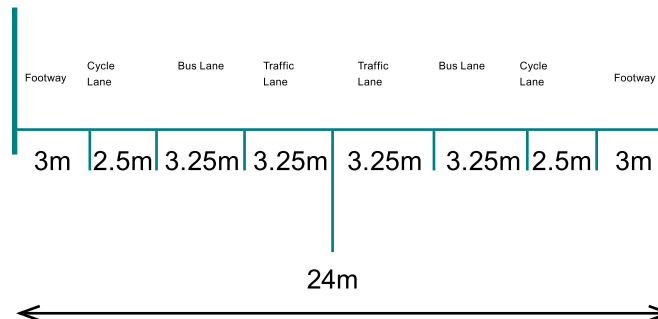 Footway
Cycle
Lane
Bus Lane
Traffic
Lane
Traffic
Lane
Bus Lane
Cycle
Lane
Footway
3m 2.5m 3.25m 3.25m 3.25m 3.25m 2.5m 3m
24m